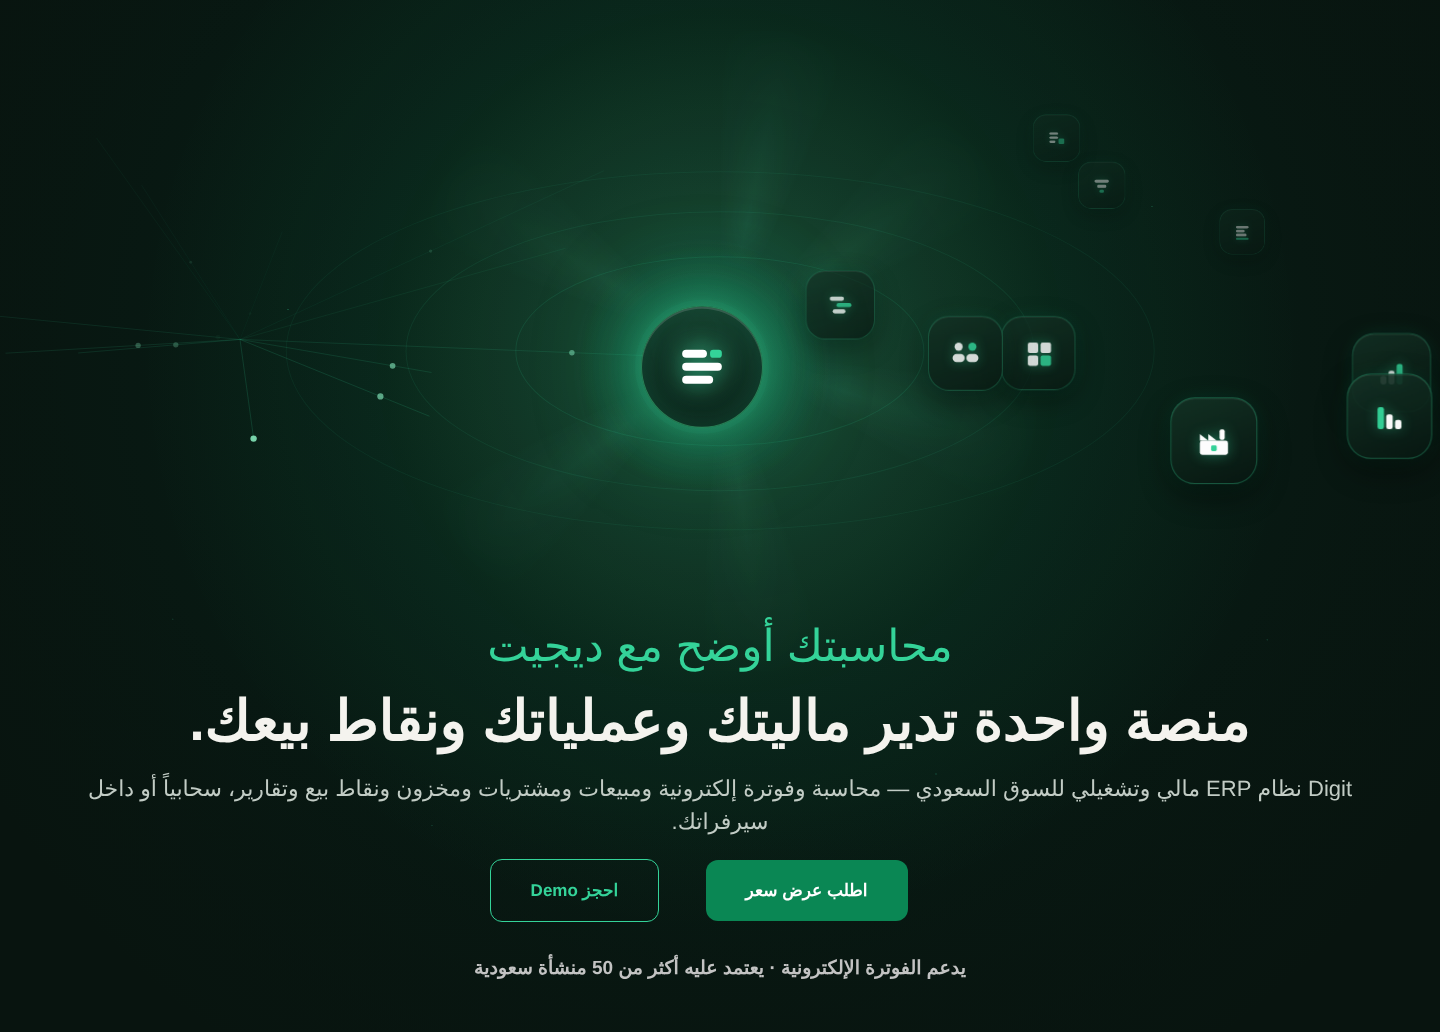 محاسبتك أوضح مع ديجيت
منصة واحدة تدير ماليتك وعملياتك ونقاط بيعك.
Digit نظام ERP مالي وتشغيلي للسوق السعودي — محاسبة وفوترة إلكترونية ومبيعات ومشتريات ومخزون ونقاط بيع وتقارير، سحابياً أو داخل
سيرفراتك.
اطلب عرض سعر
احجز Demo
يدعم الفوترة الإلكترونية · يعتمد عليه أكثر من 50 منشأة سعودية